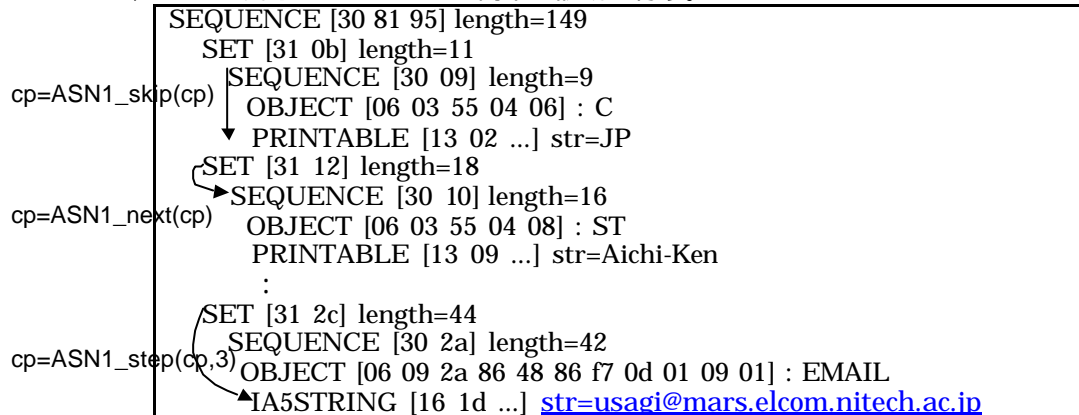 SEQUENCE [30 81 95] length=149
SET [31 0b] length=11
SEQUENCE [30 09] length=9
cp=ASN1_skip(cp)
OBJECT [06 03 55 04 06] : C
PRINTABLE [13 02 ...] str=JP
SET [31 12] length=18
SEQUENCE [30 10] length=16
cp=ASN1_next(cp)
OBJECT [06 03 55 04 08] : ST
PRINTABLE [13 09 ...] str=Aichi-Ken
:
SET [31 2c] length=44
SEQUENCE [30 2a] length=42
cp=ASN1_step(cp,3)
OBJECT [06 09 2a 86 48 86 f7 0d 01 09 01] : EMAIL
IA5STRING [16 1d ...] str=usagi@mars.elcom.nitech.ac.jp